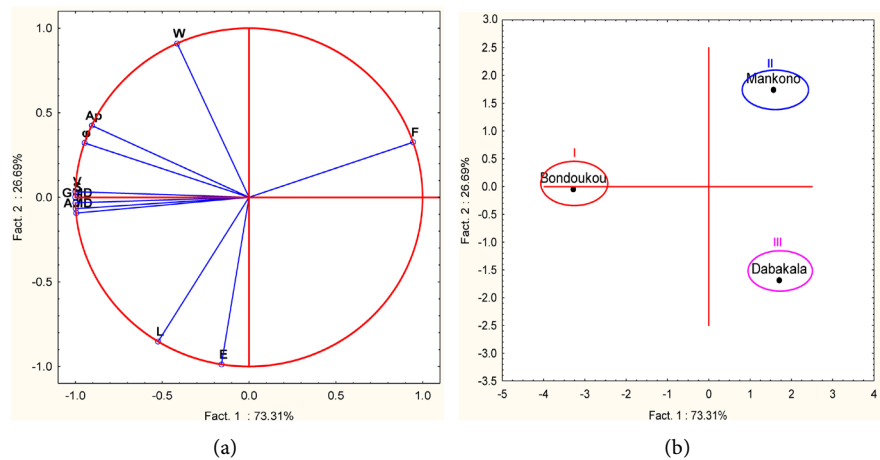 1.0
0.5
0.0
-0.5
-1.0
-1.0
-0.5
0.0
0.5
1.0
Fact. 2 : 26.69%
Fact. 1 : 73.31%
W
Ap
F
L
E
(a)
3.0
2.5
2.0
1.5
1.0
0.5
0.0
-0.5
-1.0
-1.5
-2.0
-2.5
-3.0
-3.5
-5
-4
-3
-2
-1
0
1
2
3
4
5
Fact. 2 : 26.69%
Fact. 1 : 73.31%
I
Bondoukou
II
Mankono
III
Dabakala
(b)